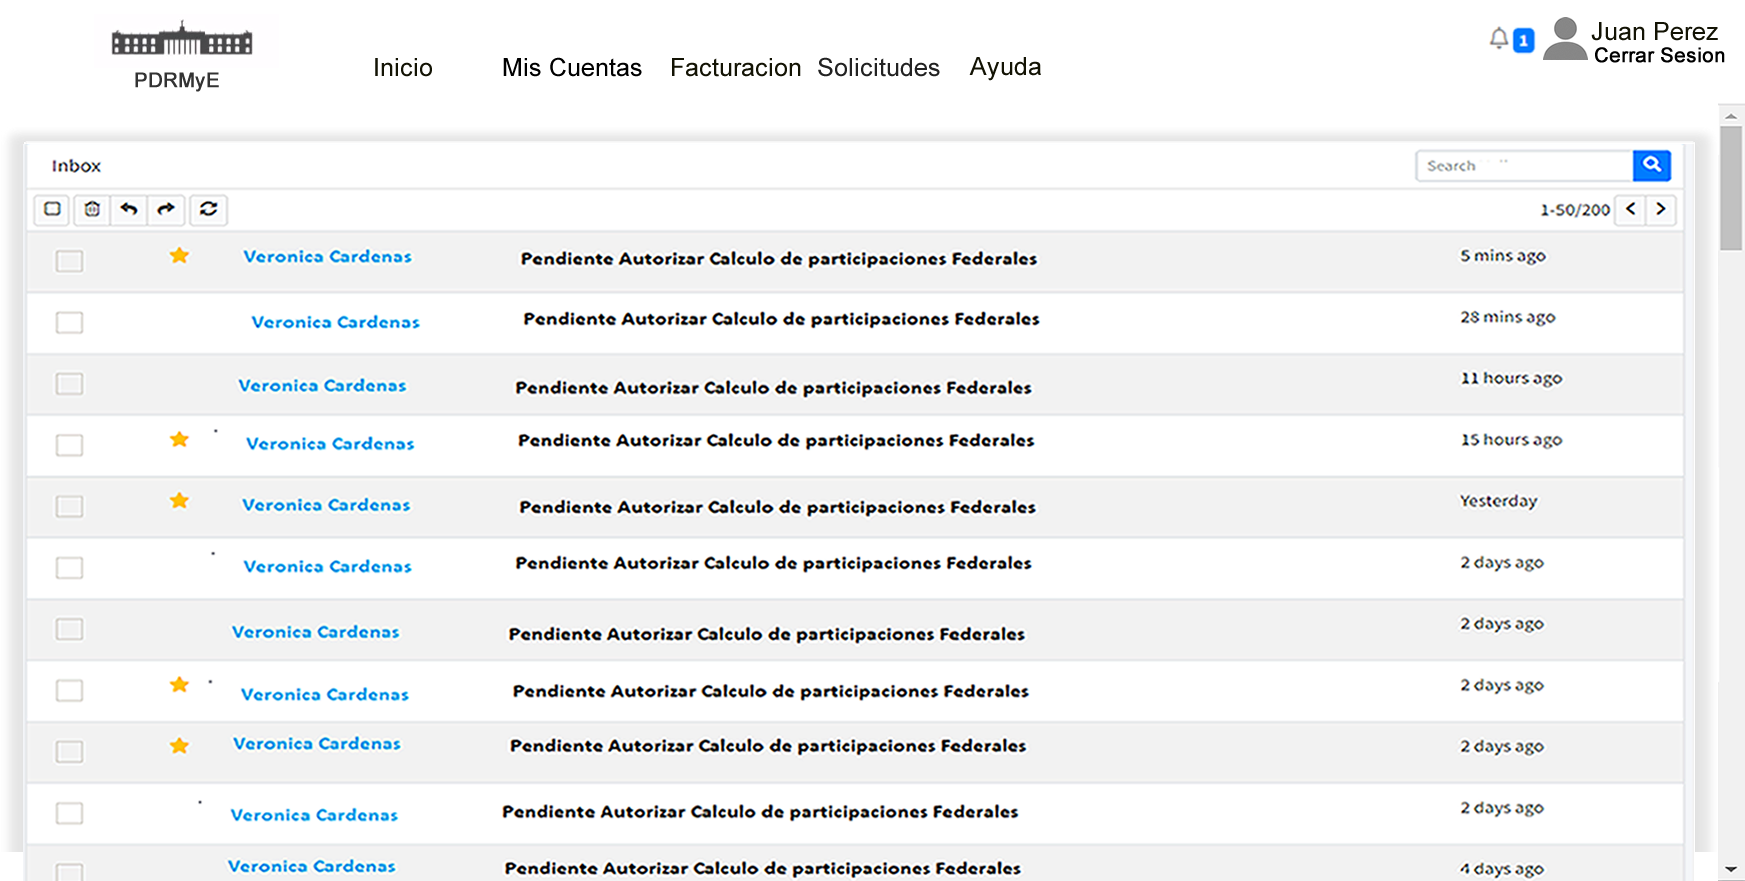 PDRMyE
Inicio Mis Cuentas Facturacion Solicitudes Ayuda
1 Juan Perez
Cerrar Sesion
Inbox Search
1-50/200
Veronica Cardenas Pendiente Autorizar Calculo de participaciones Federales 5 mins ago
Veronica Cardenas Pendiente Autorizar Calculo de participaciones Federales 28 mins ago
Veronica Cardenas Pendiente Autorizar Calculo de participaciones Federales 11 hours ago
Veronica Cardenas Pendiente Autorizar Calculo de participaciones Federales 15 hours ago
Veronica Cardenas Pendiente Autorizar Calculo de participaciones Federales Yesterday
Veronica Cardenas Pendiente Autorizar Calculo de participaciones Federales 2 days ago
Veronica Cardenas Pendiente Autorizar Calculo de participaciones Federales 2 days ago
Veronica Cardenas Pendiente Autorizar Calculo de participaciones Federales 2 days ago
Veronica Cardenas Pendiente Autorizar Calculo de participaciones Federales 2 days ago
Veronica Cardenas Pendiente Autorizar Calculo de participaciones Federales 2 days ago
Veronica Cardenas Pendiente Autorizar Calculo de participaciones Federales 4 days ago